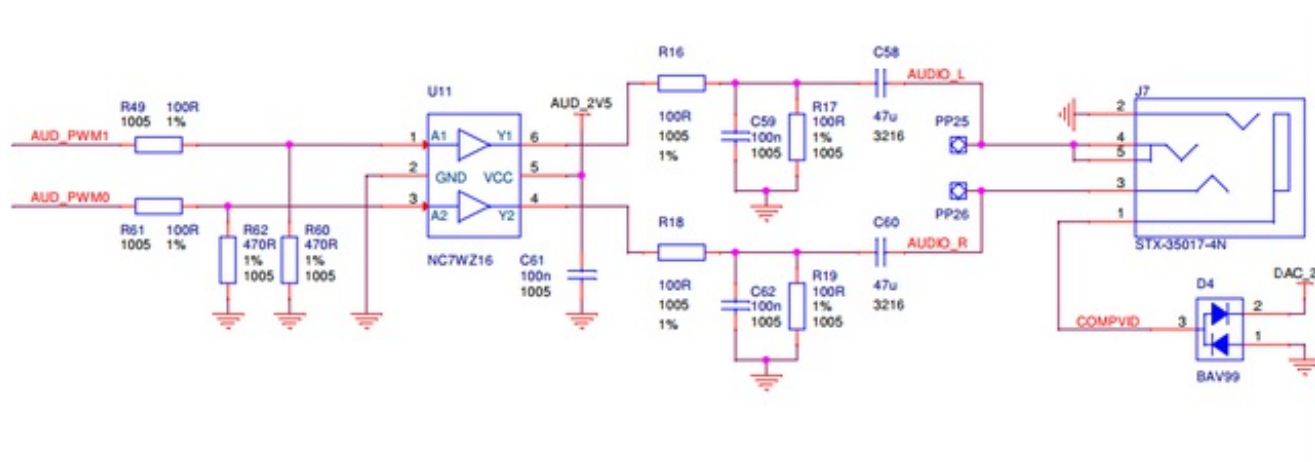 R16
C58
AUDIO_L
J7
U11
AUD_2V5
R49 100R
1005 1%
AUD_PWM1
1 A1 Y1 6
2 GND VCC 5
3 A2 Y2 4
NC7WZ16
AUD_PWM0
R61 100R
1005 1%
R62
470R
1%
1005
R60
470R
1%
1005
C61
100n
1005
100R
1005
1%
C59
100n
1005
R17
100R
1%
1005
47u
3216
PP25
PP26
2
4
5
3
1
STX-35017-4N
R18
C60
AUDIO_R
100R
1005
1%
C62
100n
1005
R19
100R
1%
1005
47u
3216
COMPVID
D4
3
2
1
BAV99